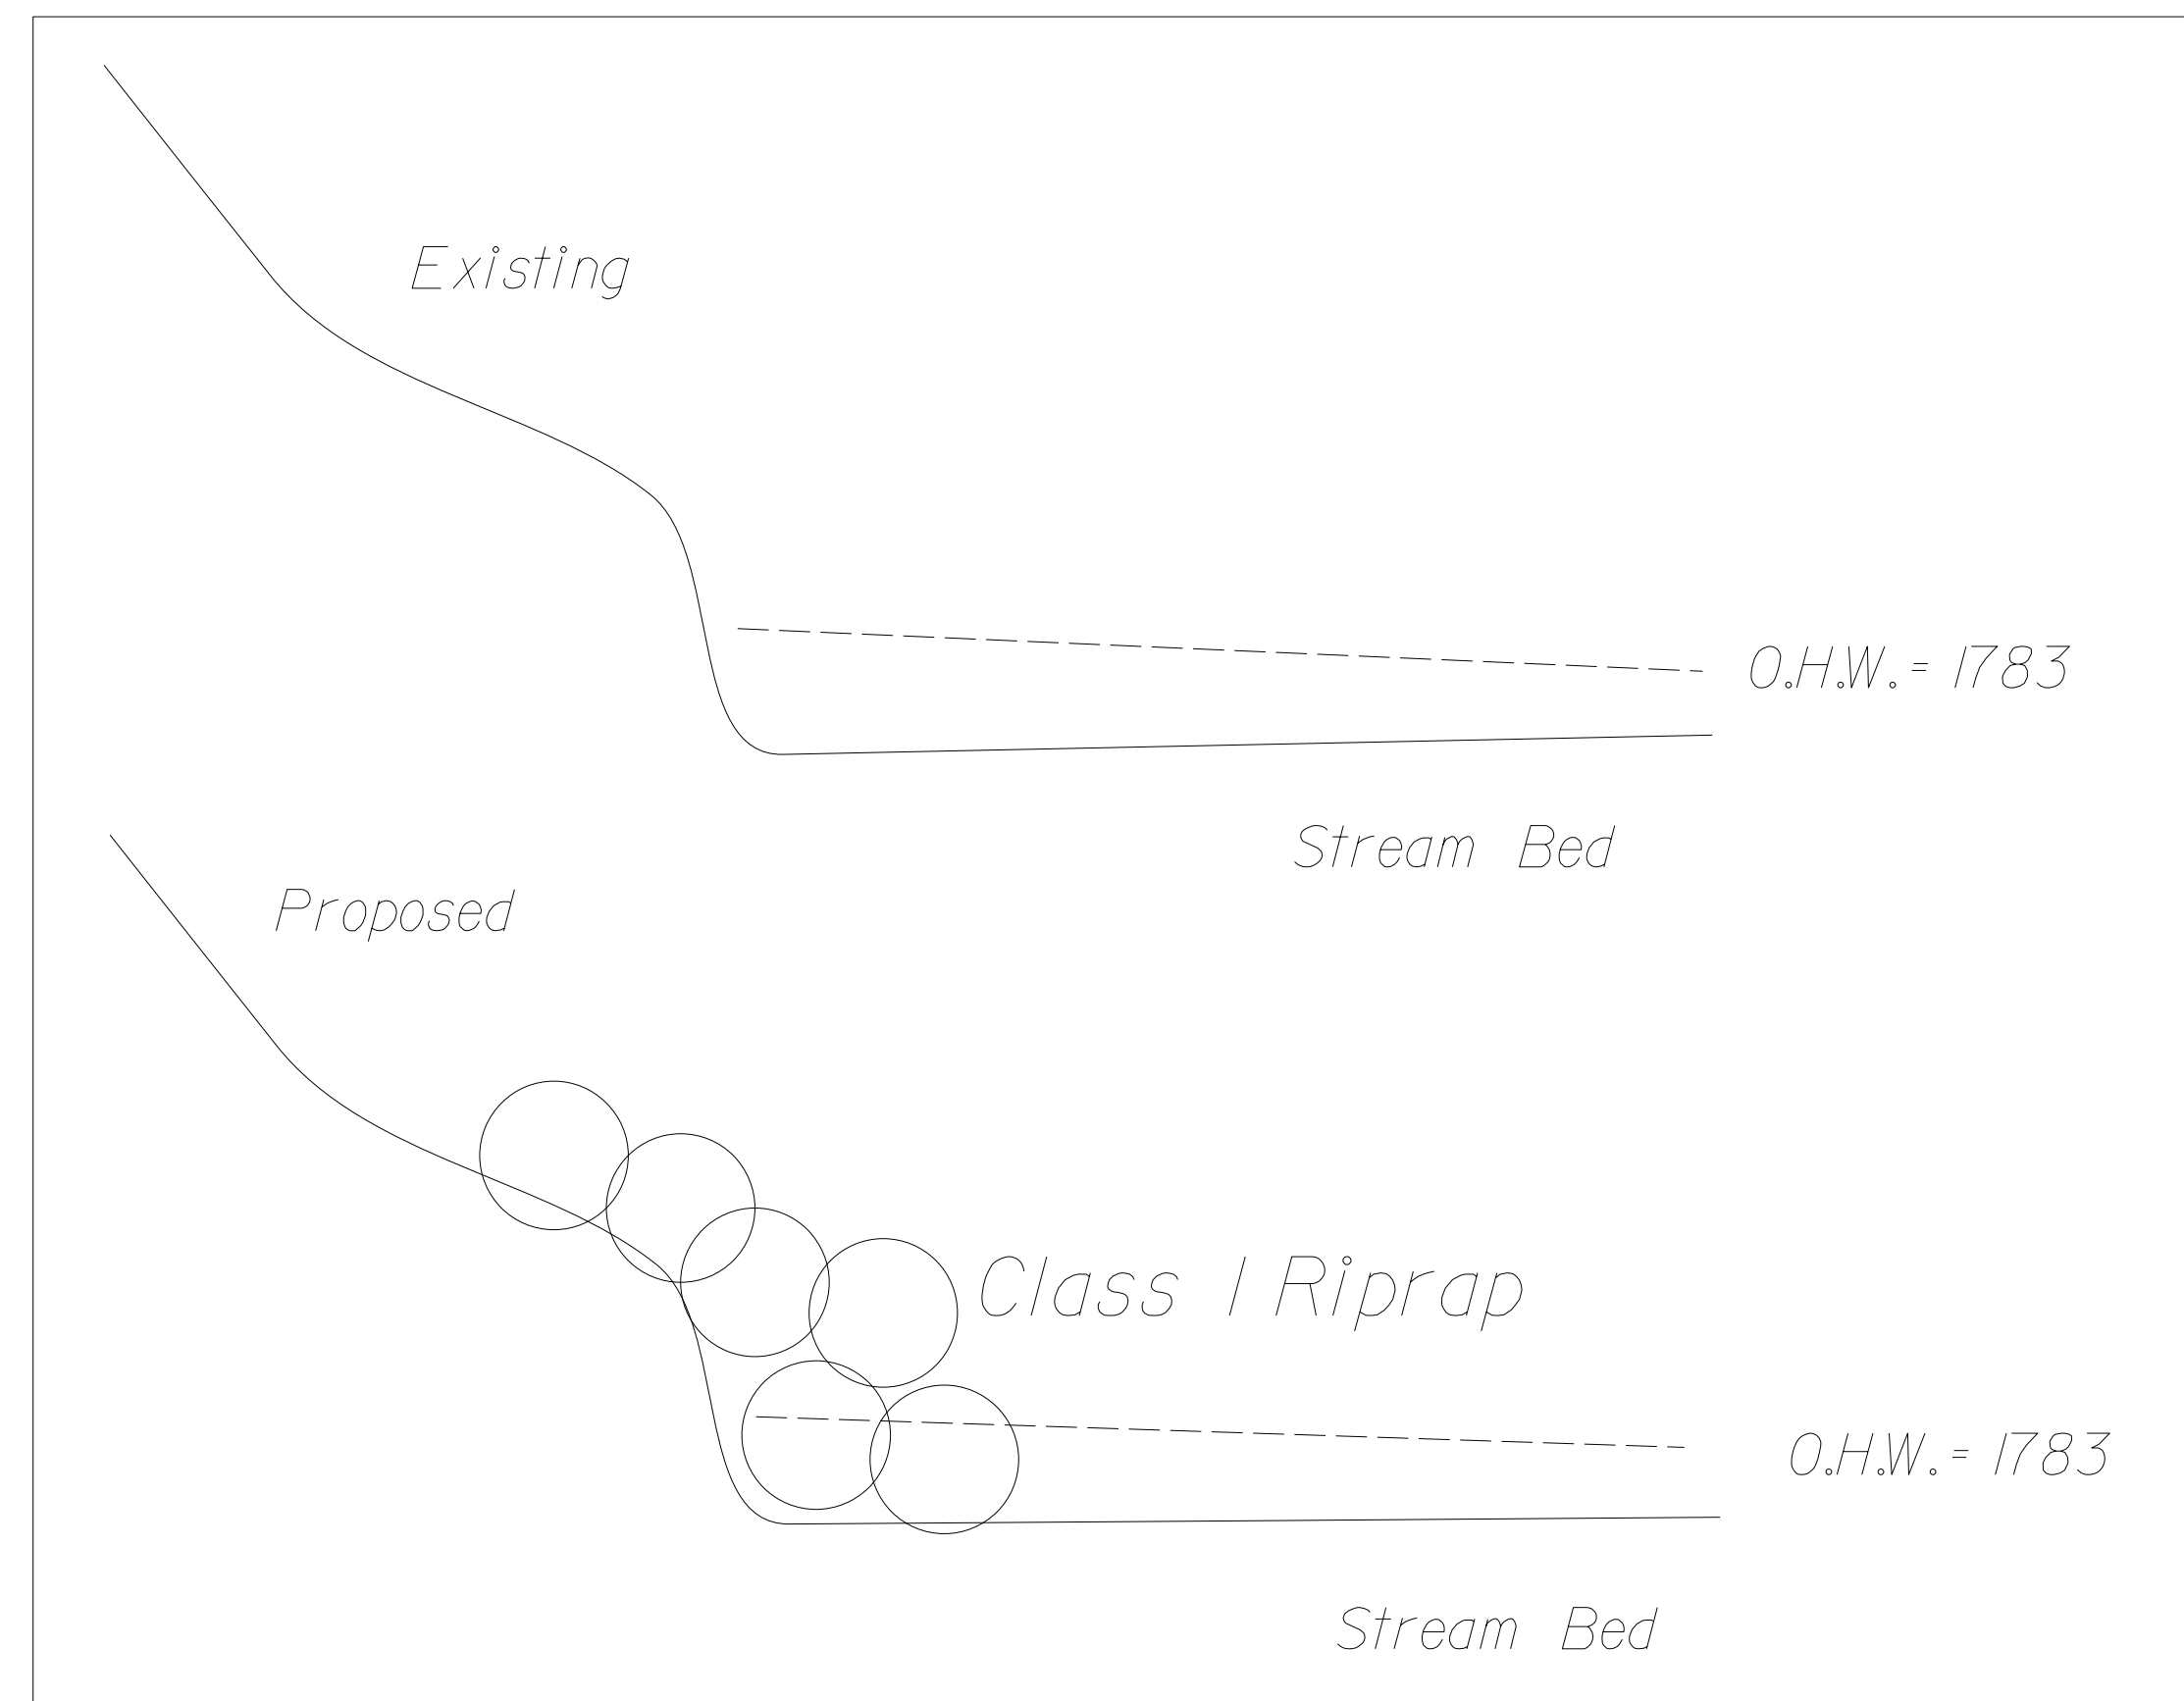 Existing
O.H.W.= 1783
Stream Bed
Proposed
Class I Riprap
O.H.W.= 1783
Stream Bed